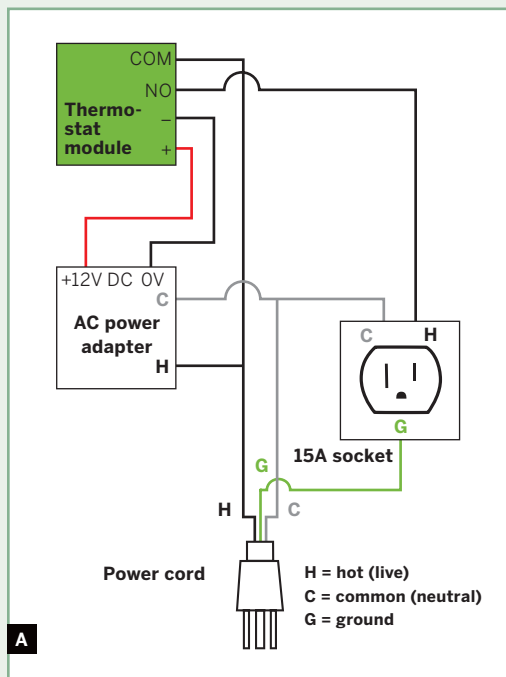 COM
NO
Thermo-
stat
module
–
+
+12V DC 0V
C
AC power
adapter
H
C H
G
15A socket
G
H C
Power cord
H = hot (live)
C = common (neutral)
G = ground
A